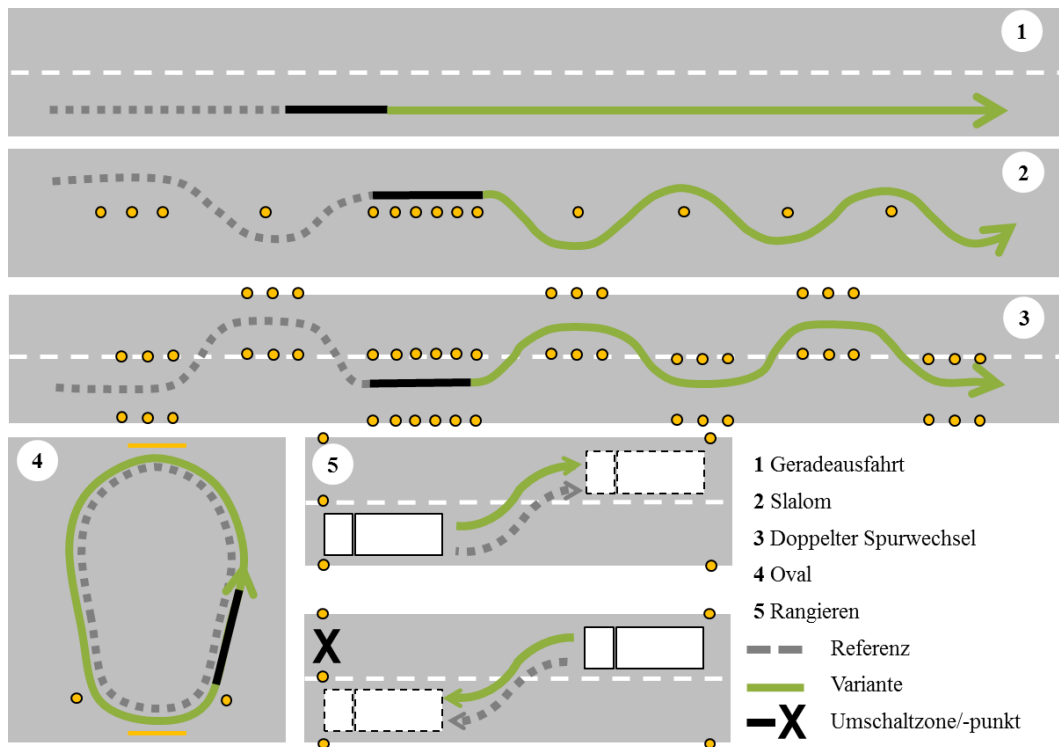 1
2
3
4
5
X
1 Geradeausfahrt
2 Slalom
3 Doppelter Spurwechsel
4 Oval
5 Rangieren
Referenz
Variante
X Umschaltzone/-punkt